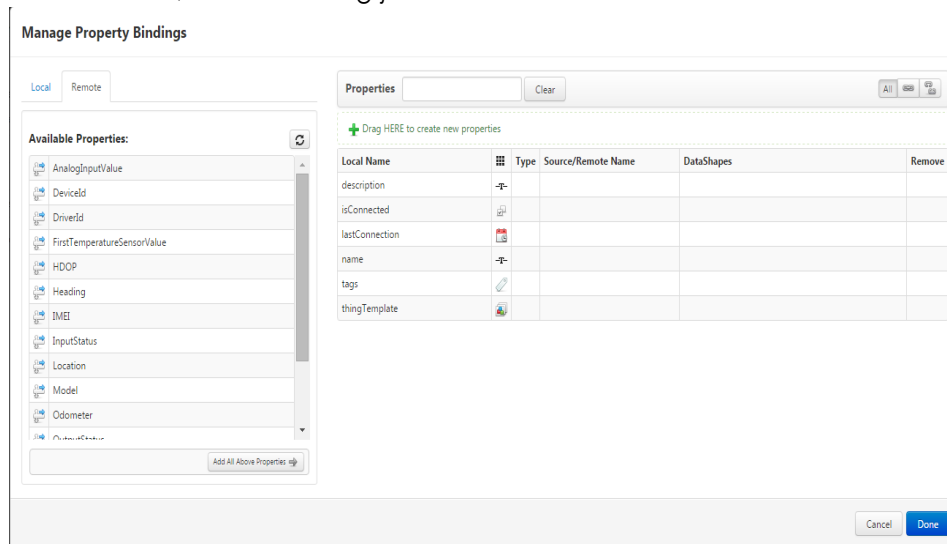 Manage Property Bindings
Local Remote
Properties Clear All
Drag HERE to create new properties
Available Properties:
Local Name Type Source/Remote Name DataShapes Remove
AnalogInputValue
DeviceId
DriverId
FirstTemperatureSensorValue
HDOP
Heading
IMEI
InputStatus
Location
Model
Odometer
OutputStatus
Add All Above Properties
description
isConnected
lastConnection
name
tags
thingTemplate
Cancel Done